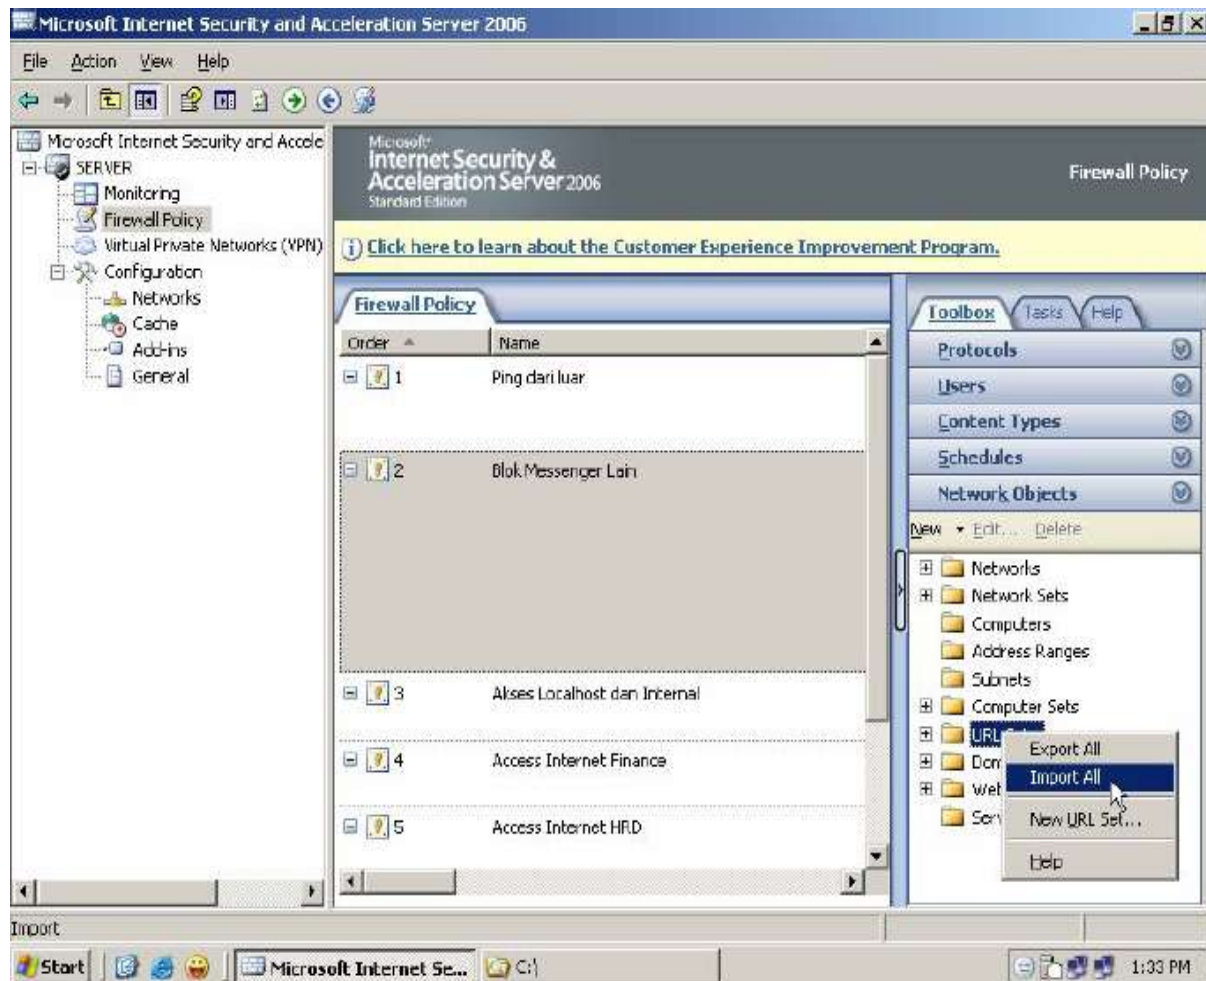 Microsoft Internet Security and Acceleration Server 2006
File Action View Help
Microsoft Internet Security and Accele
SERVER
Monitoring
Firewall Policy
Virtual Private Networks (VPN)
Configuration
Networks
Cache
Add-ins
General
Microsoft
Internet Security &
Acceleration Server 2006
Standard Edition
Firewall Policy
Click here to learn about the Customer Experience Improvement Program.
Firewall Policy
Order Name
1 Ping dari luar
2 Blok Messenger Lain
3 Akses Localhost dan Internal
4 Access Internet Finance
5 Access Internet HRD
Toolbox Tasks Help
Protocols
Users
Content Types
Schedules
Network Objects
New Edit... Delete
Networks
Network Sets
Computers
Address Ranges
Subnets
Computer Sets
URL
Dom
Web
Serv
Export All
Import All
New URL Set...
Help
Import
Start Microsoft Internet Se... C:\ 1:33 PM